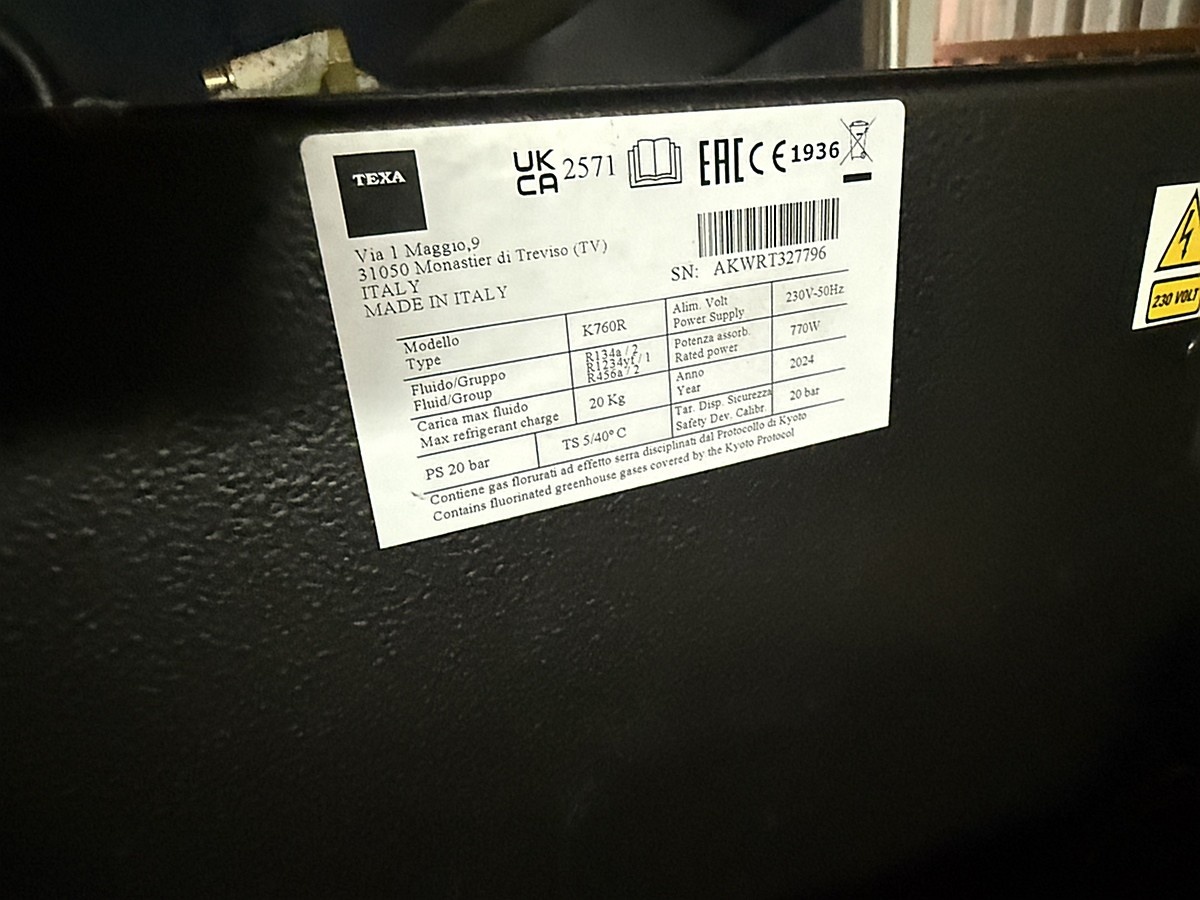 TEXA
UK CA 2571 EAC CE 1936
Via 1 Maggio,9
31050 Monastier di Treviso (TV)
ITALY
MADE IN ITALY
SN: AKWRT327796
Modello
Type
K760R
Alim. Volt
Power Supply
230V-50Hz
Fluido/Gruppo
Fluid/Group
R134a / 2
R1234yf / 1
R456a / 2
Potenza assorb.
Rated power
770W
Carica max fluido
Max refrigerant charge
20 Kg
Anno
Year
2024
PS 20 bar
TS 5/40° C
Tar. Disp. Sicurezza
Safety Dev. Calibr.
20 bar
Contiene gas florurati ad effetto serra disciplinati dal Protocollo di Kyoto
Contains fluorinated greenhouse gases covered by the Kyoto Protocol
230 VOLT